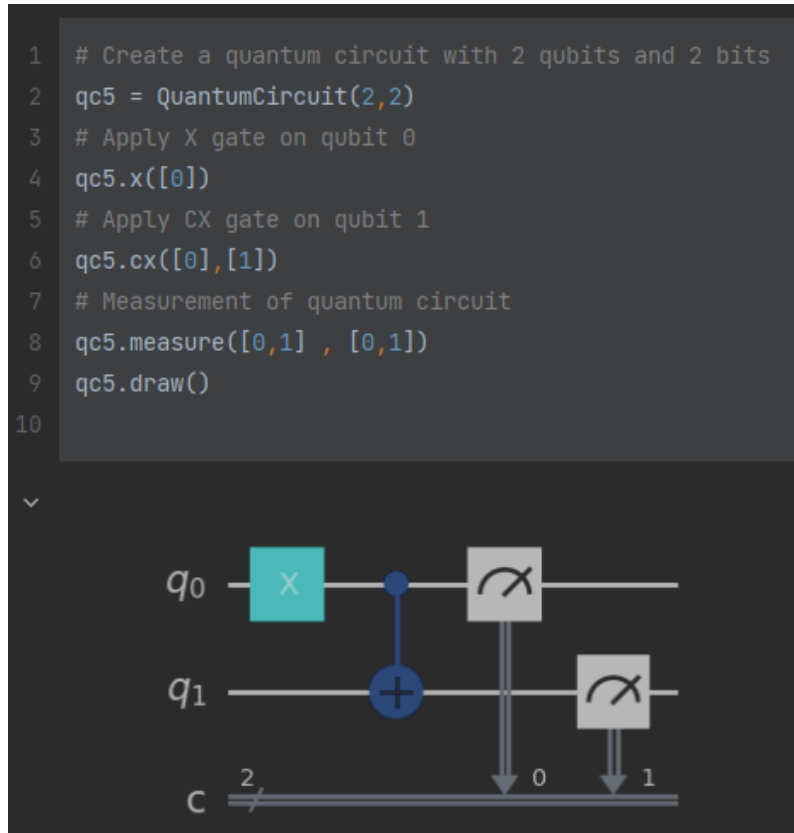 1 # Create a quantum circuit with 2 qubits and 2 bits
2 qc5 = QuantumCircuit(2,2)
3 # Apply X gate on qubit 0
4 qc5.x([0])
5 # Apply CX gate on qubit 1
6 qc5.cx([0],[1])
7 # Measurement of quantum circuit
8 qc5.measure([0,1] , [0,1])
9 qc5.draw()
10
q0 X
q1
c 2 0 1